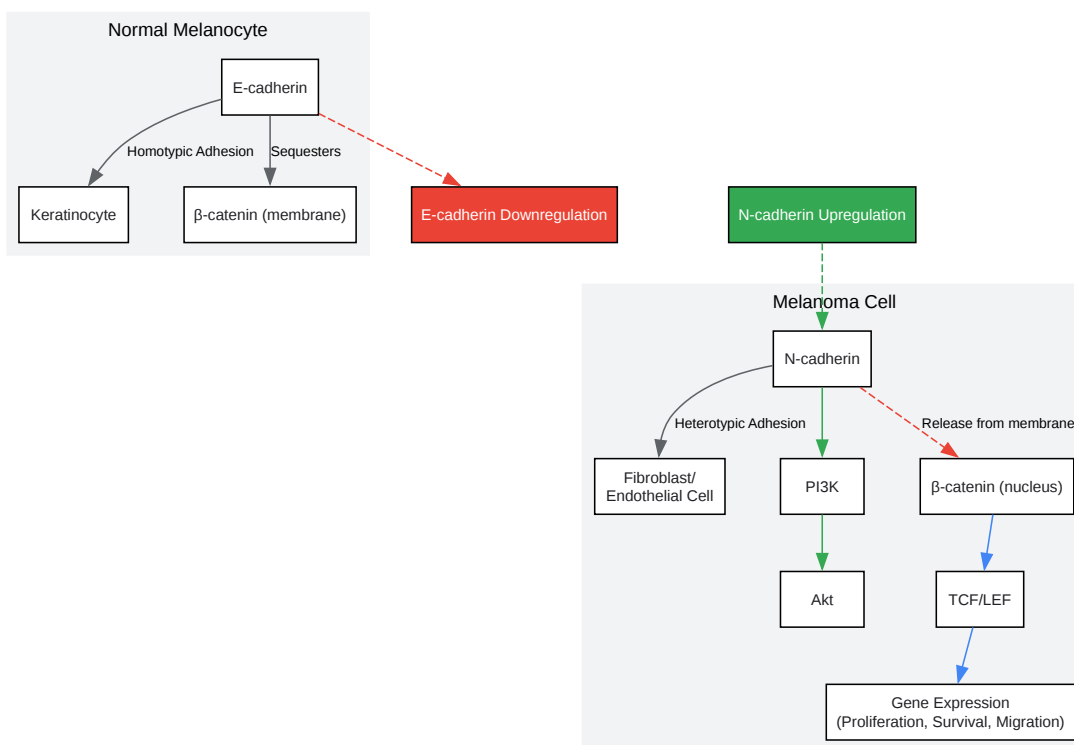 Normal Melanocyte
E-cadherin
Homotypic Adhesion
Sequesters
Keratinocyte
β-catenin (membrane)
E-cadherin Downregulation
N-cadherin Upregulation
Melanoma Cell
N-cadherin
Heterotypic Adhesion
Release from membrane
Fibroblast/
Endothelial Cell
PI3K
β-catenin (nucleus)
Akt
TCF/LEF
Gene Expression
(Proliferation, Survival, Migration)